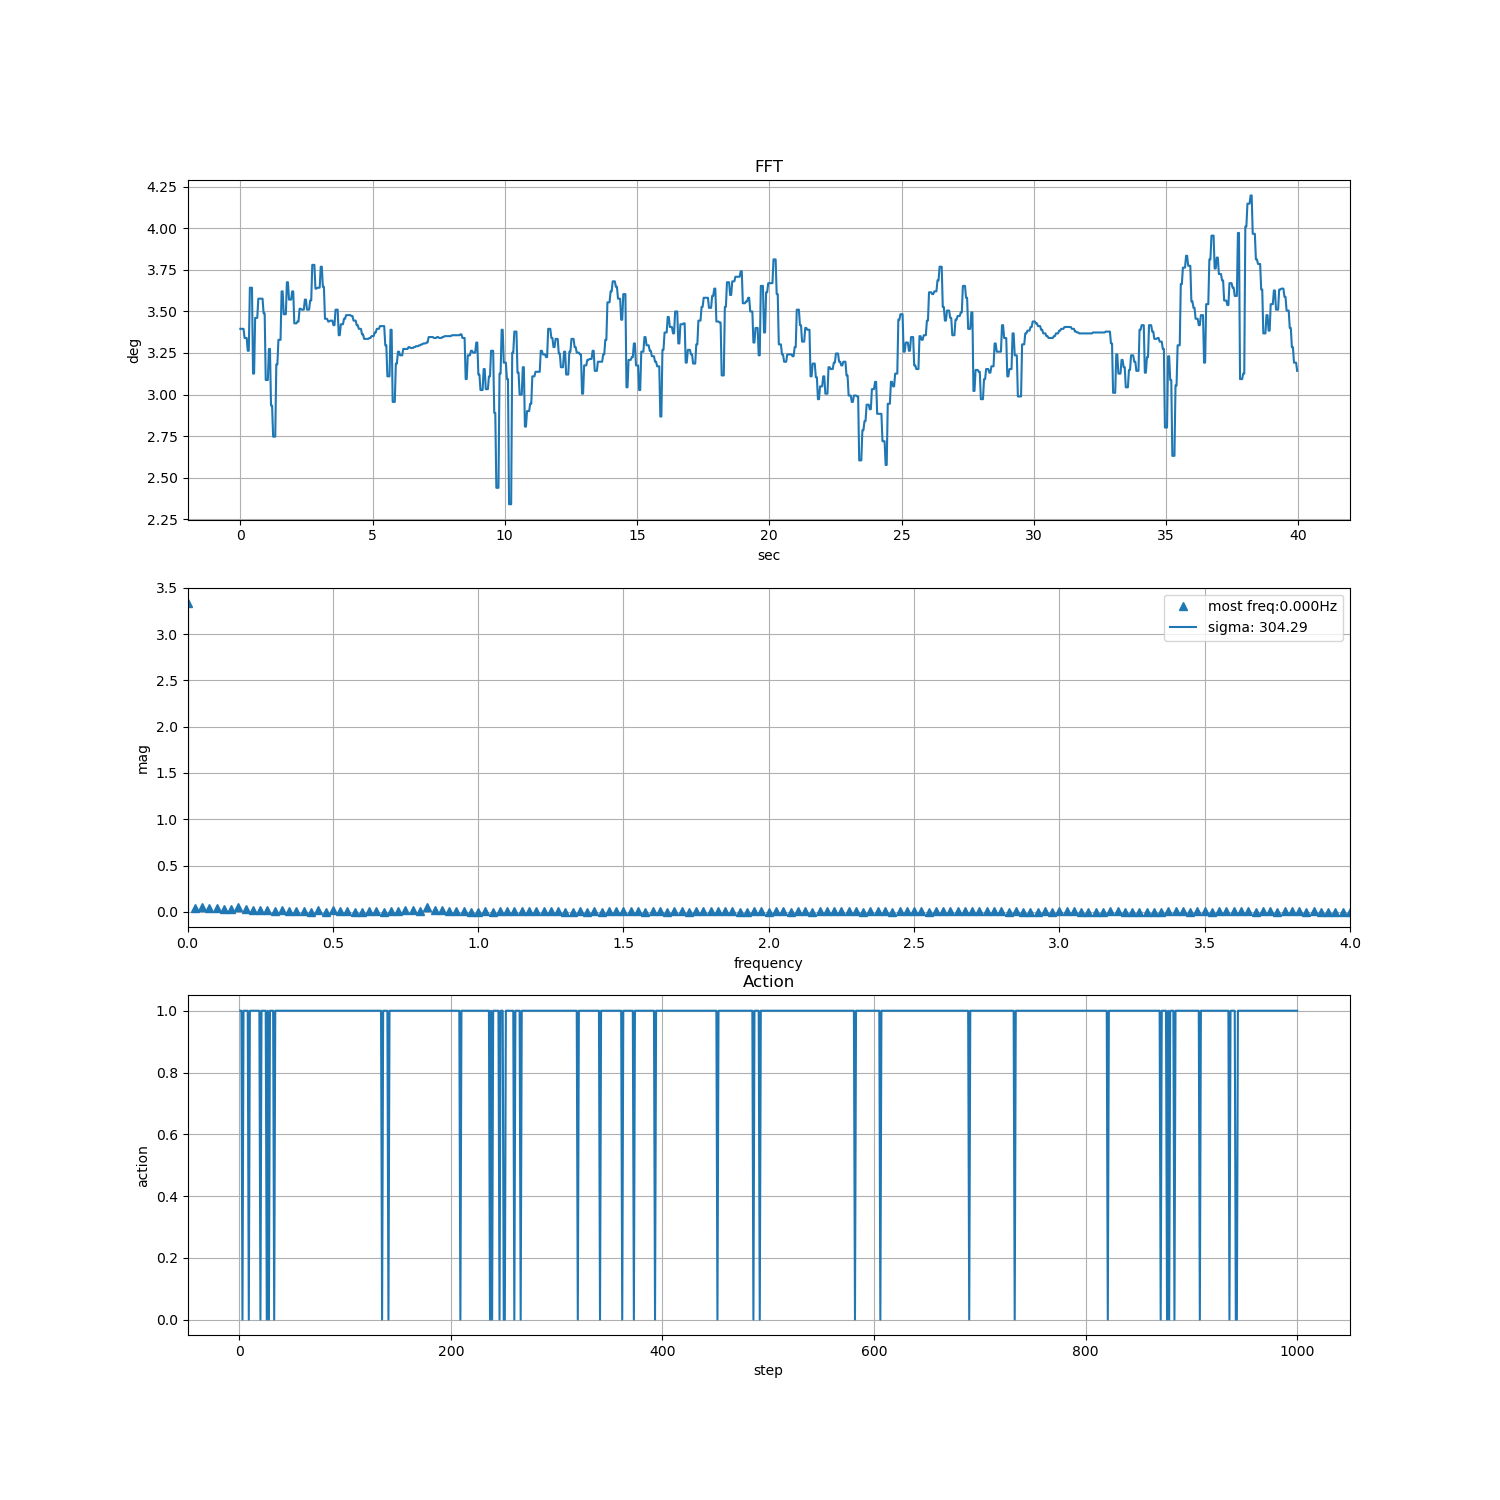 FFT
4.25
4.00
3.75
3.50
3.25
3.00
2.75
2.50
2.25
deg
0 5 10 15 20 25 30 35 40
sec
3.5
3.0
2.5
2.0
1.5
1.0
0.5
0.0
mag
most freq:0.000Hz
sigma: 304.29
0.0 0.5 1.0 1.5 2.0 2.5 3.0 3.5 4.0
frequency
Action
1.0
0.8
0.6
0.4
0.2
0.0
action
0 200 400 600 800 1000
step